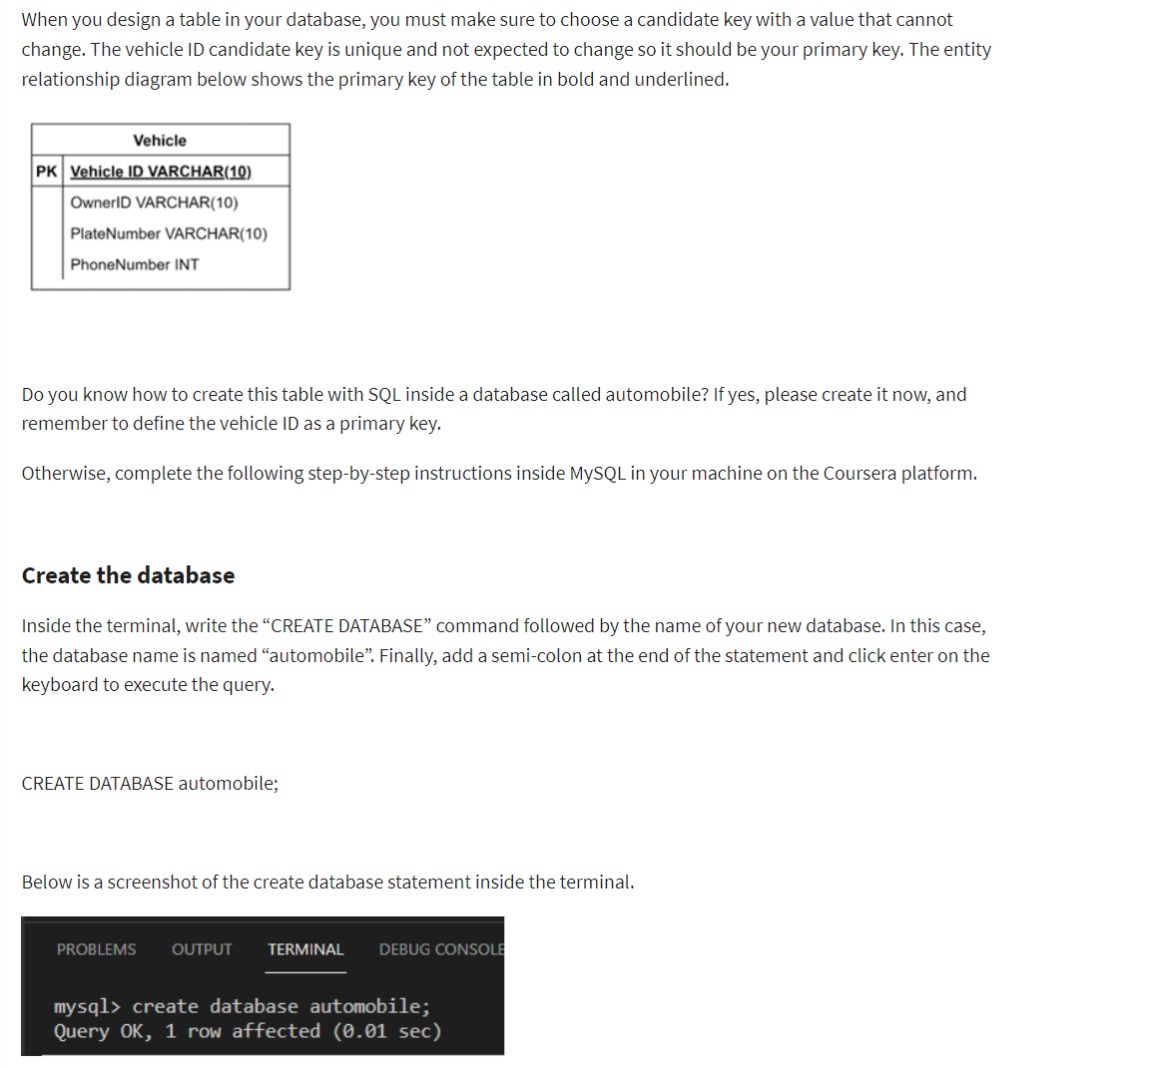 When you design a table in your database, you must make sure to choose a candidate key with a value that cannot
change. The vehicle ID candidate key is unique and not expected to change so it should be your primary key. The entity
relationship diagram below shows the primary key of the table in bold and underlined.
Vehicle
PK Vehicle ID VARCHAR(10)
OwnerID VARCHAR(10)
PlateNumber VARCHAR(10)
PhoneNumber INT
Do you know how to create this table with SQL inside a database called automobile? If yes, please create it now, and
remember to define the vehicle ID as a primary key.
Otherwise, complete the following step-by-step instructions inside MySQL in your machine on the Coursera platform.
Create the database
Inside the terminal, write the “CREATE DATABASE” command followed by the name of your new database. In this case,
the database name is named “automobile”. Finally, add a semi-colon at the end of the statement and click enter on the
keyboard to execute the query.
CREATE DATABASE automobile;
Below is a screenshot of the create database statement inside the terminal.
PROBLEMS OUTPUT TERMINAL DEBUG CONSOLE
mysql> create database automobile;
Query OK, 1 row affected (0.01 sec)